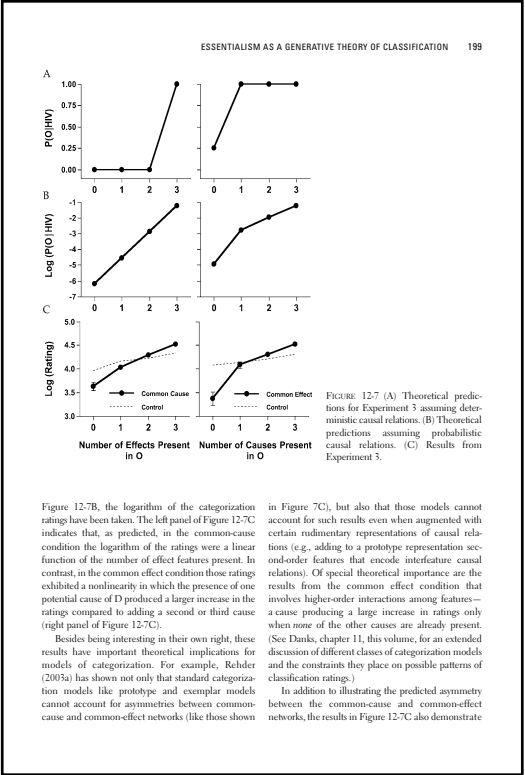 ESSENTIALISM AS A GENERATIVE THEORY OF CLASSIFICATION 199
A
P(O|HIV)
1.00
0.75
0.50
0.25
0.00
0 1 2 3
0 1 2 3
B
Log (P(O|HIV)
-1
-2
-3
-4
-5
-6
-7
0 1 2 3
0 1 2 3
C
Log (Rating)
5.0
4.5
4.0
3.5
3.0
Common Cause
Control
Common Effect
Control
0 1 2 3
0 1 2 3
Number of Effects Present
in O
Number of Causes Present
in O
FIGURE 12-7 (A) Theoretical predic-
tions for Experiment 3 assuming deter-
ministic causal relations. (B) Theoretical
predictions assuming probabilistic
causal relations. (C) Results from
Experiment 3.
Figure 12-7B, the logarithm of the categorization
ratings have been taken. The left panel of Figure 12-7C
indicates that, as predicted, in the common-cause
condition the logarithm of the ratings were a linear
function of the number of effect features present. In
contrast, in the common effect condition those ratings
exhibited a nonlinearity in which the presence of one
potential cause of D produced a larger increase in the
ratings compared to adding a second or third cause
(right panel of Figure 12-7C).
Besides being interesting in their own right, these
results have important theoretical implications for
models of categorization. For example, Rehder
(2003a) has shown not only that standard categoriza-
tion models like prototype and exemplar models
cannot account for asymmetries between common-
cause and common-effect networks (like those shown
in Figure 7C), but also that those models cannot
account for such results even when augmented with
certain rudimentary representations of causal rela-
tions (e.g., adding to a prototype representation sec-
ond-order features that encode interfeature causal
relations). Of special theoretical importance are the
results from the common effect condition that
involves higher-order interactions among features—
a cause producing a large increase in ratings only
when none of the other causes are already present.
(See Danks, chapter 11, this volume, for an extended
discussion of different classes of categorization models
and the constraints they place on possible patterns of
classification ratings.)
In addition to illustrating the predicted asymmetry
between the common-cause and common-effect
networks, the results in Figure 12-7C also demonstrate